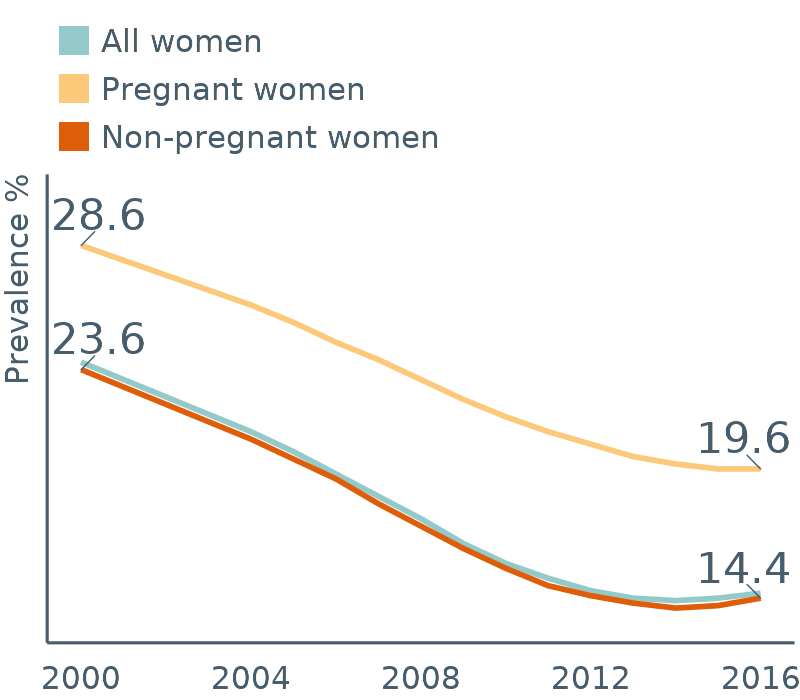 All women
Pregnant women
Non-pregnant women
Prevalence %
28.6
23.6
19.6
14.4
2000 2004 2008 2012 2016